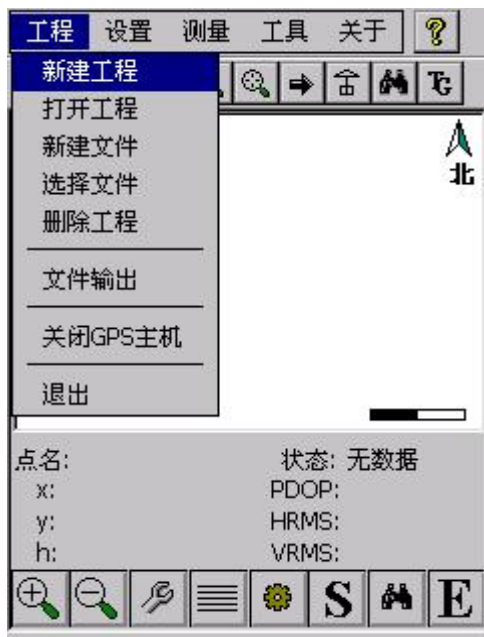 工程 设置 测量 工具 关于 ?
新建工程
TG
打开工程
新建文件
选择文件
删除工程
文件输出
关闭GPS主机
退出
北
点名: 状态: 无数据
x: PDOP:
y: HRMS:
h: VRMS:
S E